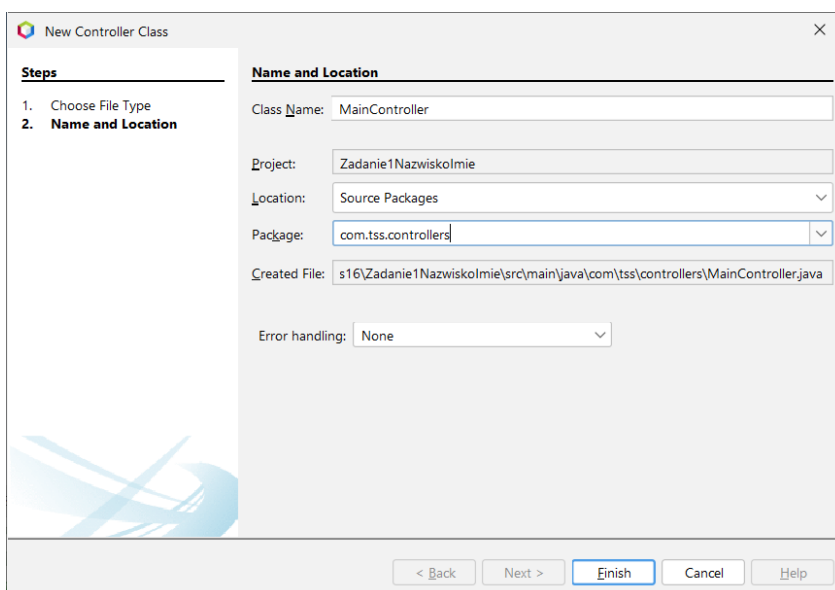 New Controller Class
Steps
1. Choose File Type
2. Name and Location
Name and Location
Class Name: MainController
Project: Zadanie1NazwiskoImie
Location: Source Packages
Package: com.tss.controllers
Created File: s16\Zadanie1NazwiskoImie\src\main\java\com\tss\controllers\MainController.java
Error handling: None
< Back Next > Finish Cancel Help